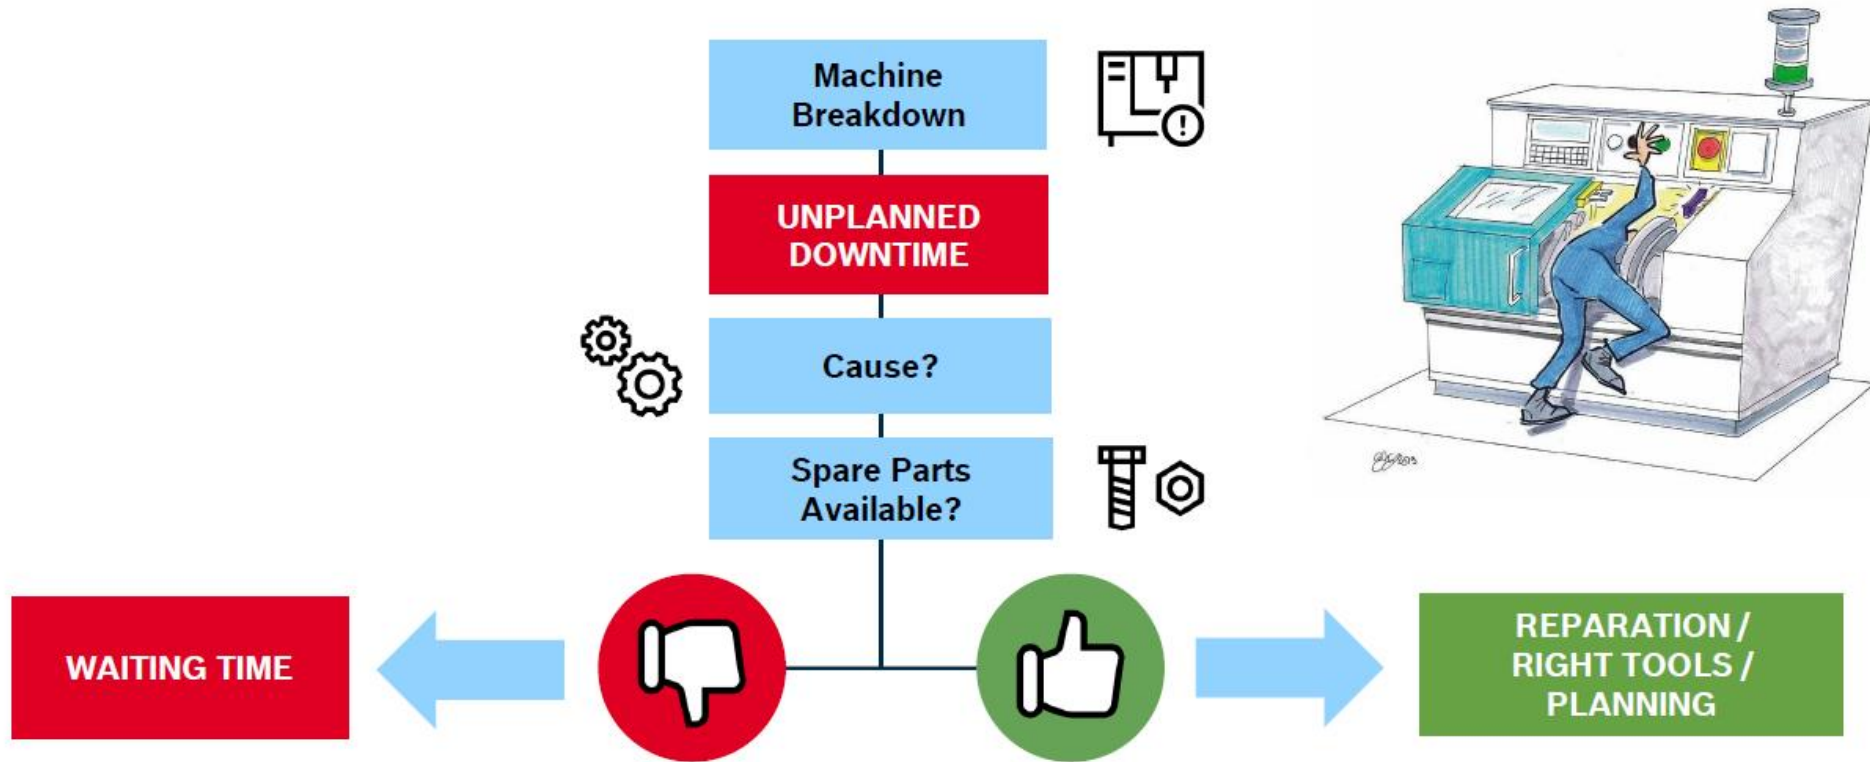 Machine
Breakdown
UNPLANNED
DOWNTIME
Cause?
Spare Parts
Available?
WAITING TIME
REPARATION /
RIGHT TOOLS /
PLANNING